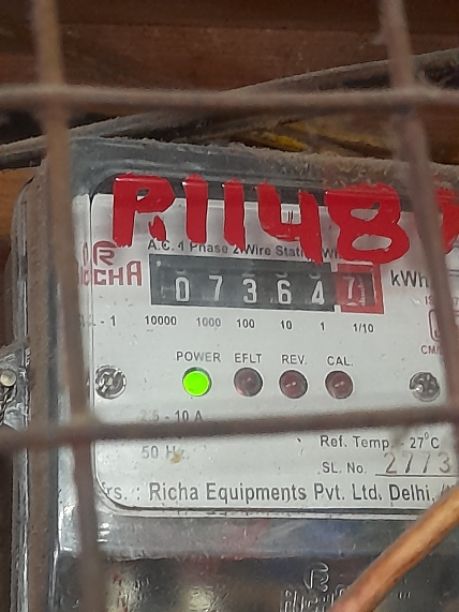 P.1148
A.C. 1 Phase 2 Wire Static
RICHA
0 7 3 6 4 7
kWh
10000 1000 100 10 1 1/10
POWER EFLT REV. CAL.
- 10 A
50 Hz
Ref. Temp. - 27°C
SL. No. 2773
Richa Equipments Pvt. Ltd. Delhi.